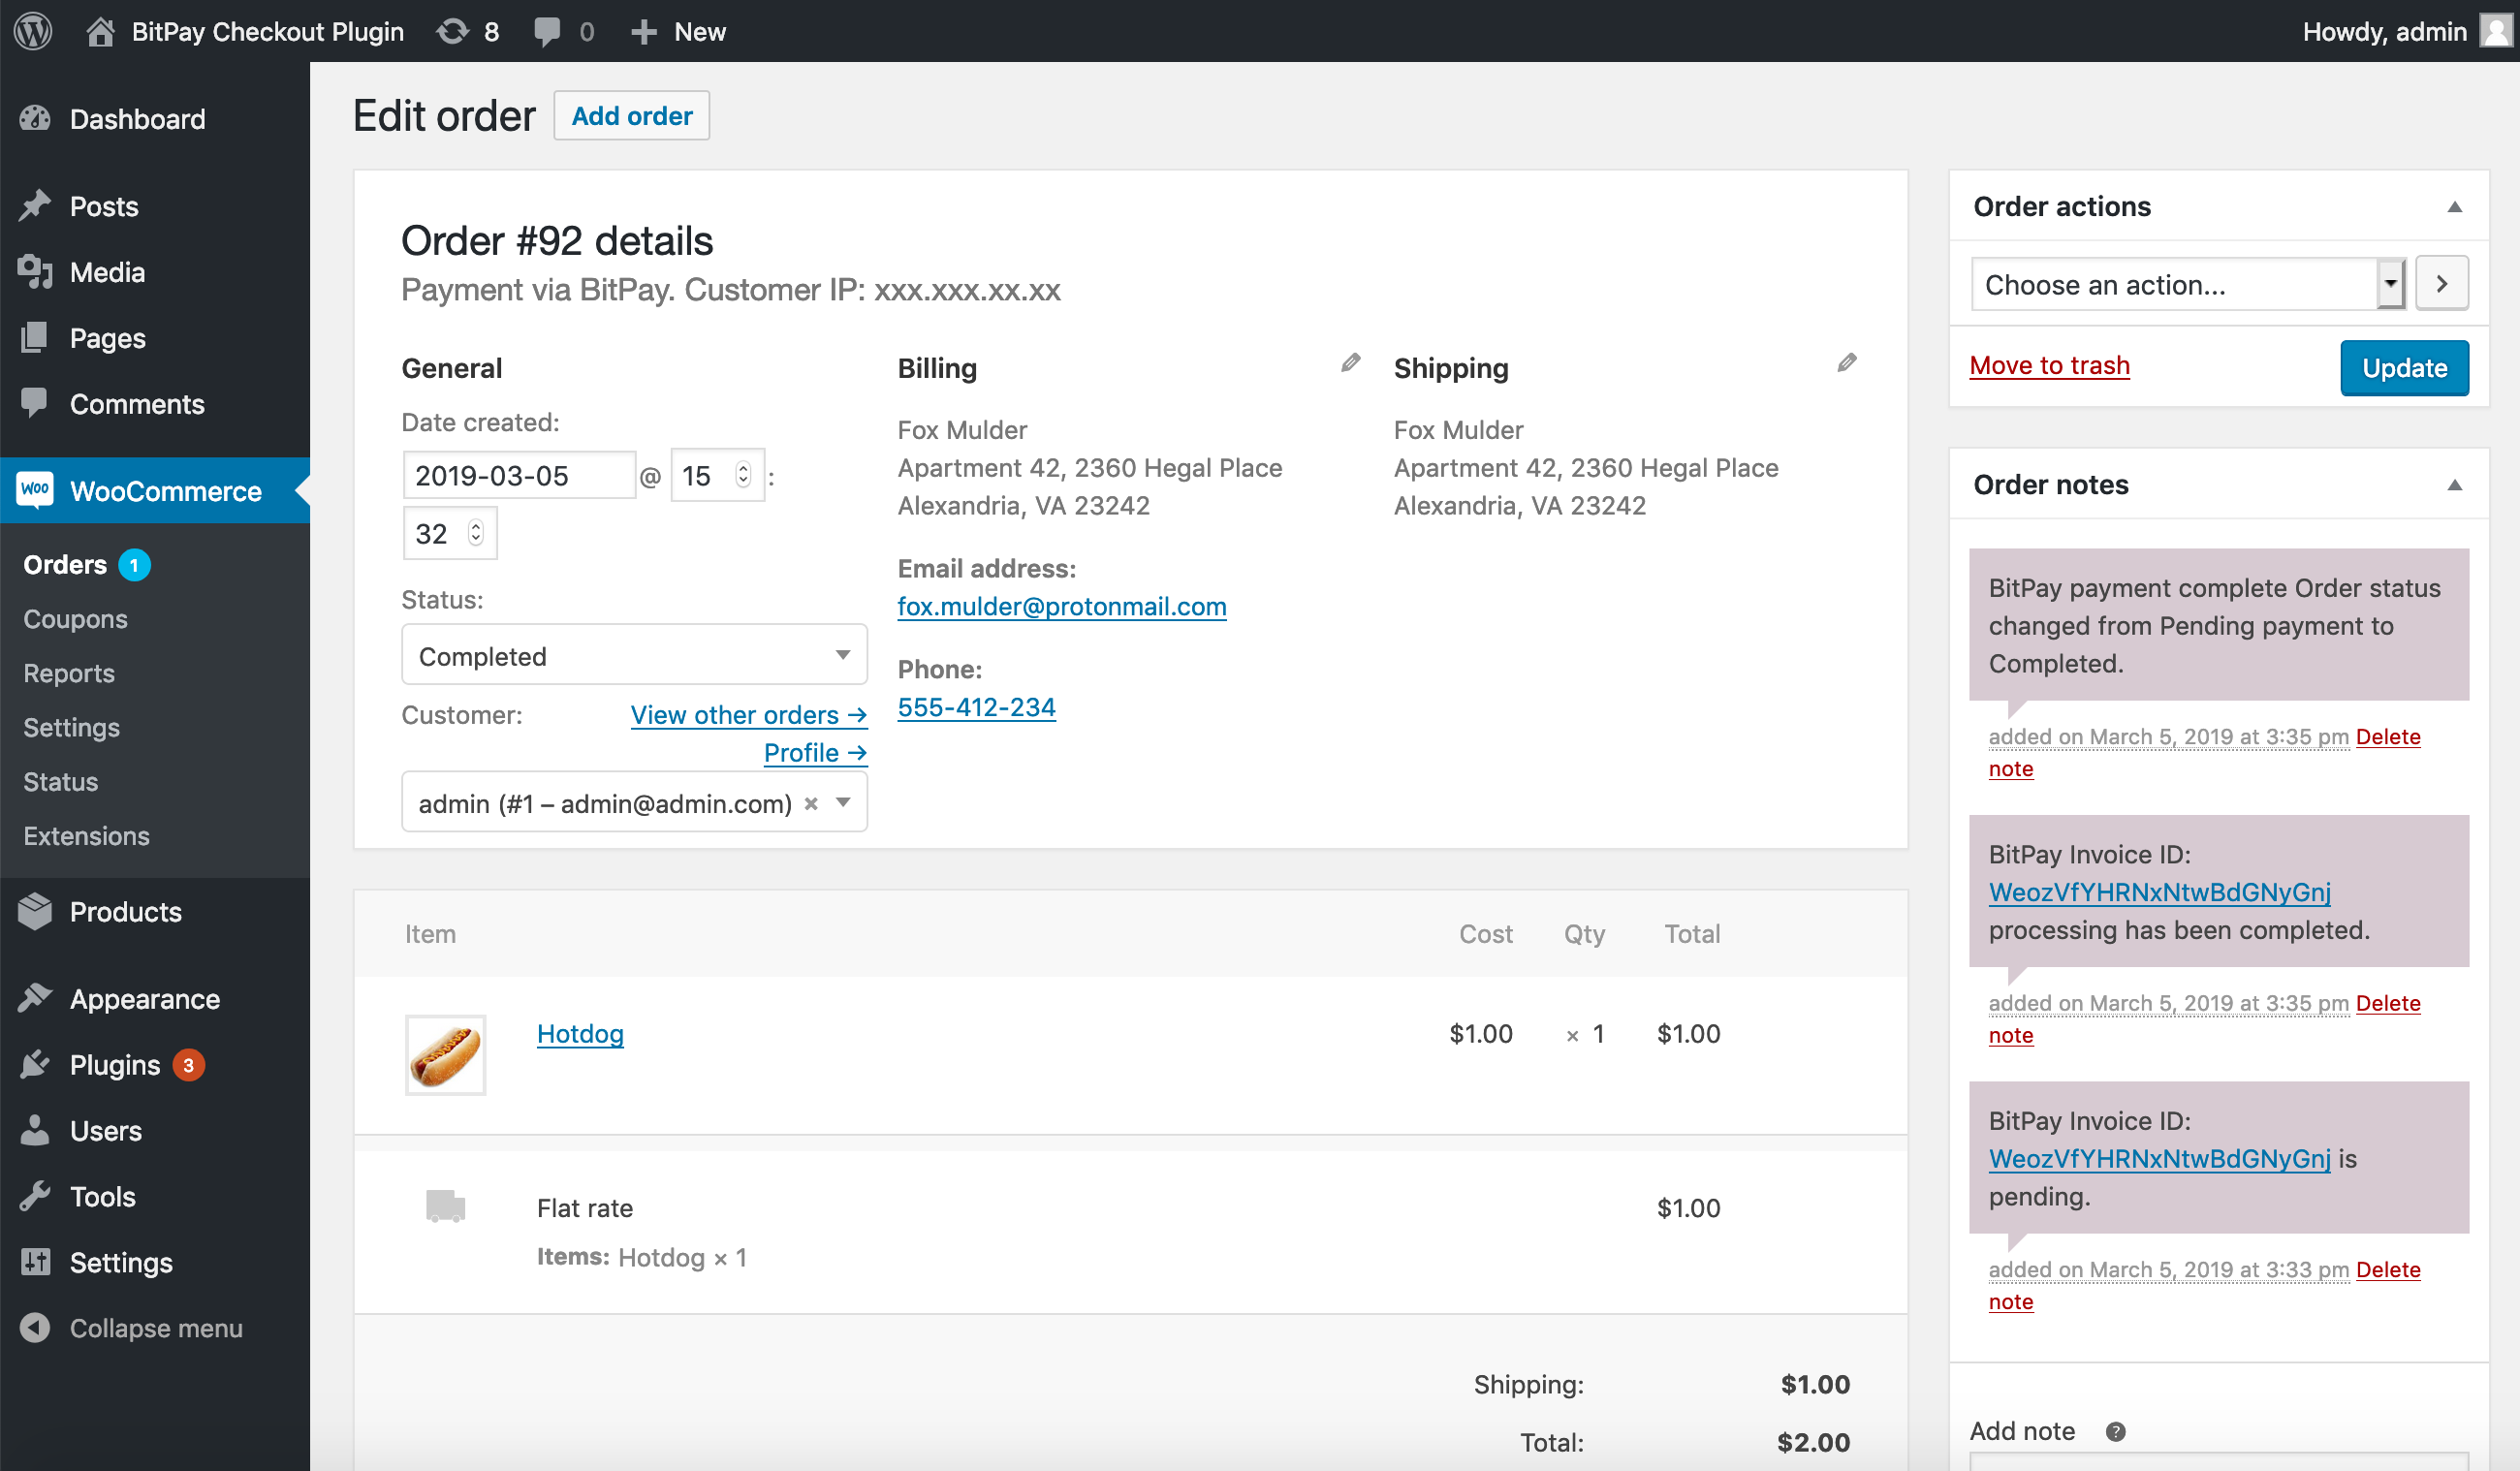 BitPay Checkout Plugin 8 0 New Howdy, admin
Dashboard
Posts
Media
Pages
Comments
Woo WooCommerce
Orders 1
Coupons
Reports
Settings
Status
Extensions
Products
Appearance
Plugins 3
Users
Tools
Settings
Collapse menu
Edit order Add order
Order #92 details
Payment via BitPay. Customer IP: xxx.xxx.xx.xx
General
Date created:
2019-03-05 @ 15 :
32
Status:
Completed
Customer: View other orders →
Profile →
admin (#1 – admin@admin.com) ×
Billing
Fox Mulder
Apartment 42, 2360 Hegal Place
Alexandria, VA 23242
Email address:
fox.mulder@protonmail.com
Phone:
555-412-234
Shipping
Fox Mulder
Apartment 42, 2360 Hegal Place
Alexandria, VA 23242
Item Cost Qty Total
Hotdog $1.00 × 1 $1.00
Flat rate $1.00
Items: Hotdog × 1
Shipping: $1.00
Total: $2.00
Order actions
Choose an action...
Move to trash Update
Order notes
BitPay payment complete Order status
changed from Pending payment to
Completed.
added on March 5, 2019 at 3:35 pm Delete
note
BitPay Invoice ID:
WeozVfYHRNxNtwBdGNyGnj
processing has been completed.
added on March 5, 2019 at 3:35 pm Delete
note
BitPay Invoice ID:
WeozVfYHRNxNtwBdGNyGnj is
pending.
added on March 5, 2019 at 3:33 pm Delete
note
Add note ?